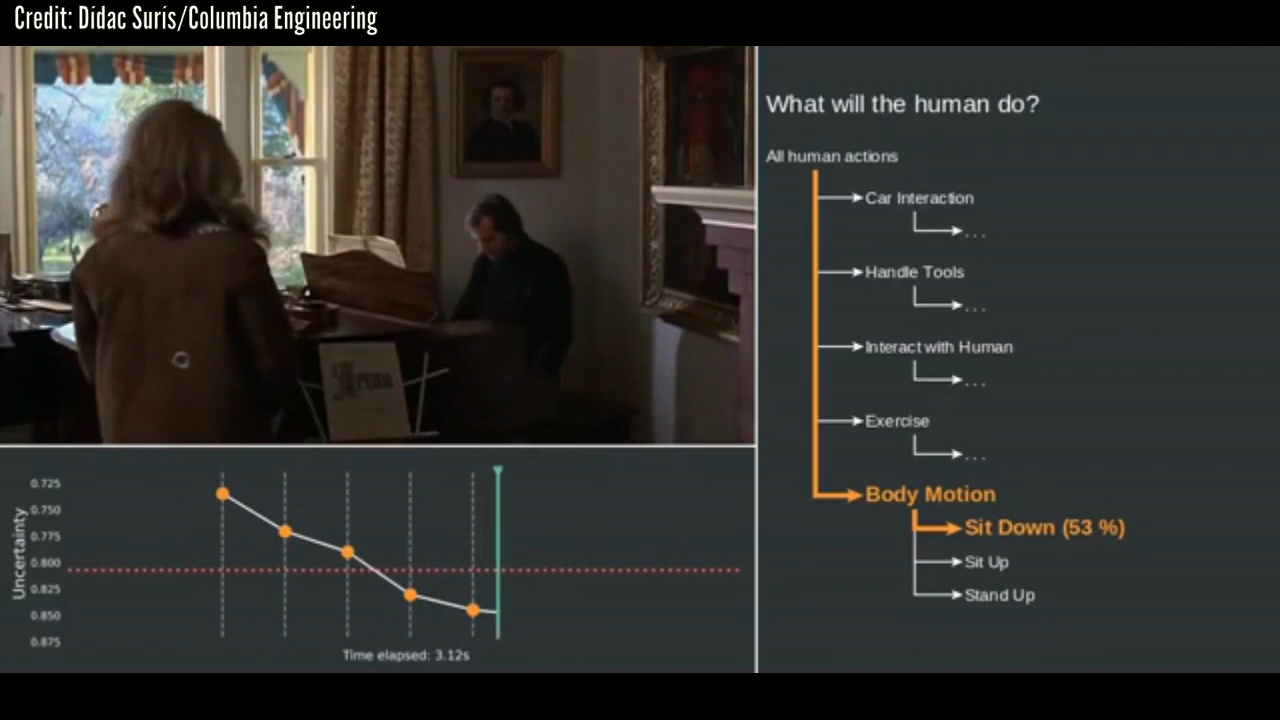 Credit: Dídac Surís/Columbia Engineering
What will the human do?
All human actions
Car Interaction
...
Handle Tools
...
Interact with Human
...
Exercise
...
Body Motion
Sit Down (53 %)
Sit Up
Stand Up
Uncertainty
0.725
0.750
0.775
0.800
0.825
0.850
0.875
Time elapsed: 3.12s